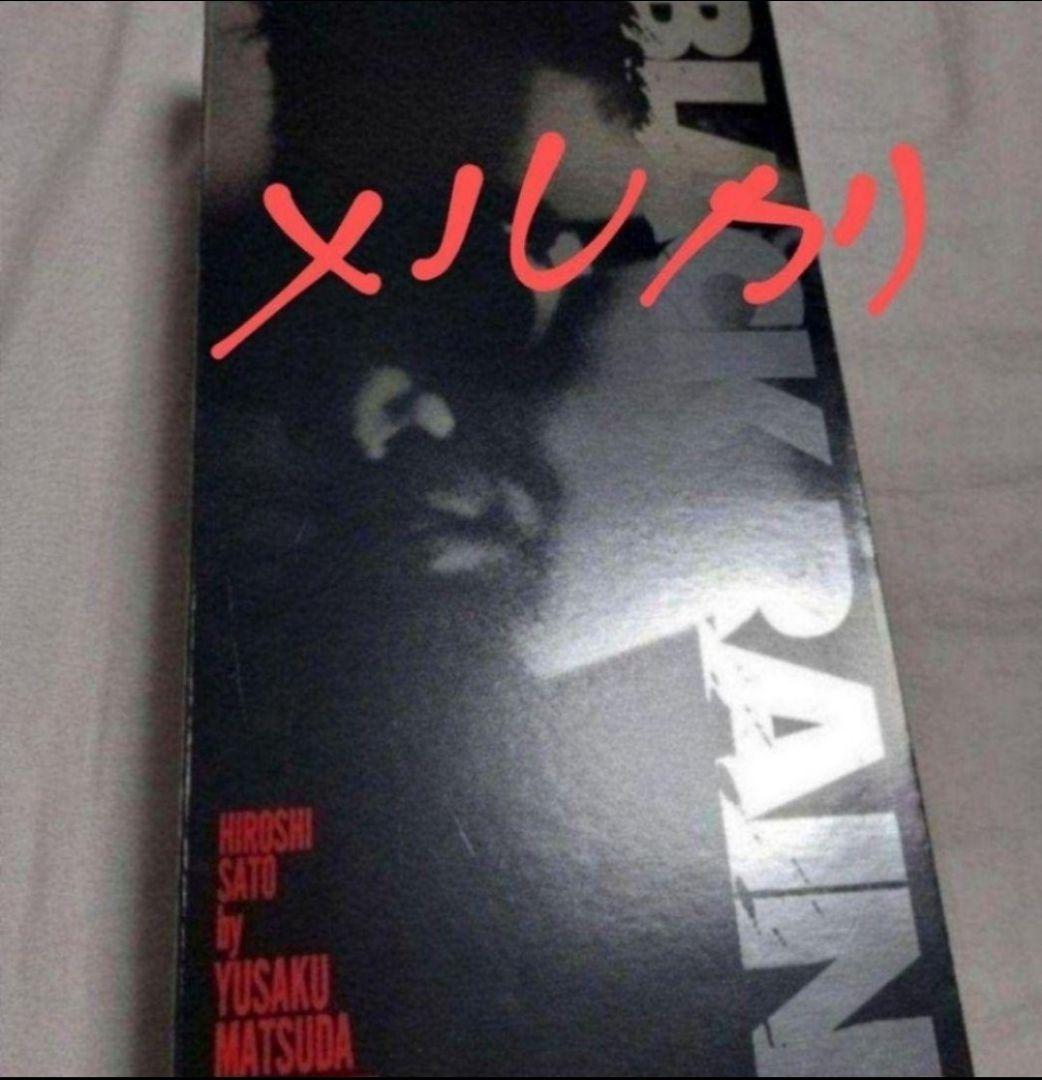 メルカリ
BLACK RAIN
HIROSHI
SATO
by
YUSAKU
MATSUDA